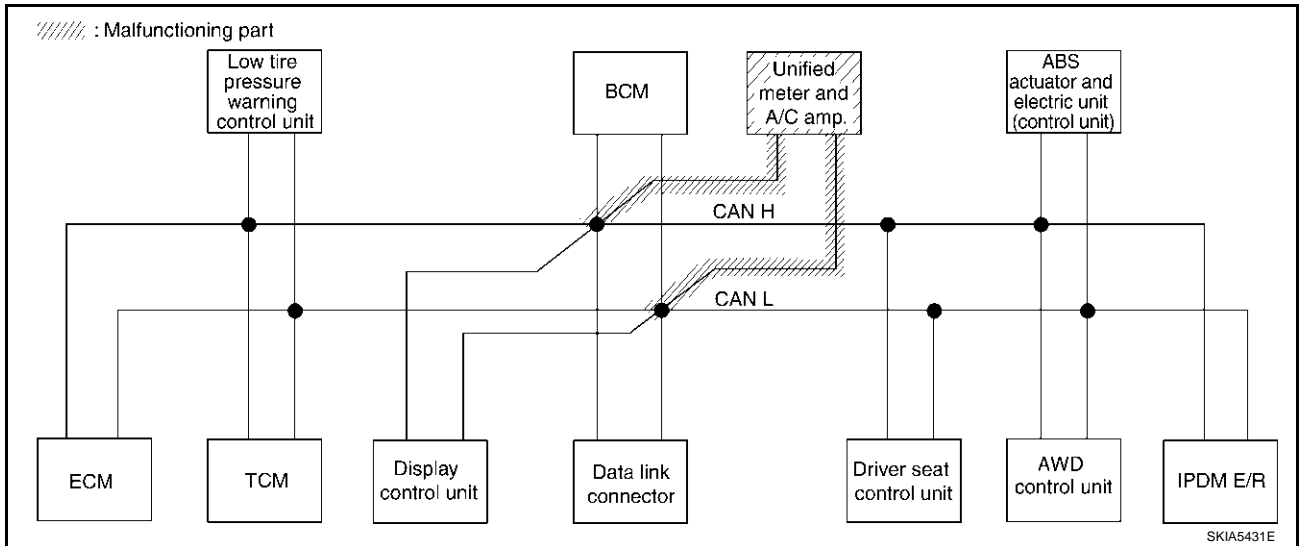 : Malfunctioning part
Low tire
pressure
warning
control unit
BCM
Unified
meter and
A/C amp.
ABS
actuator and
electric unit
(control unit)
CAN H
CAN L
ECM
TCM
Display
control unit
Data link
connector
Driver seat
control unit
AWD
control unit
IPDM E/R
SKIA5431E